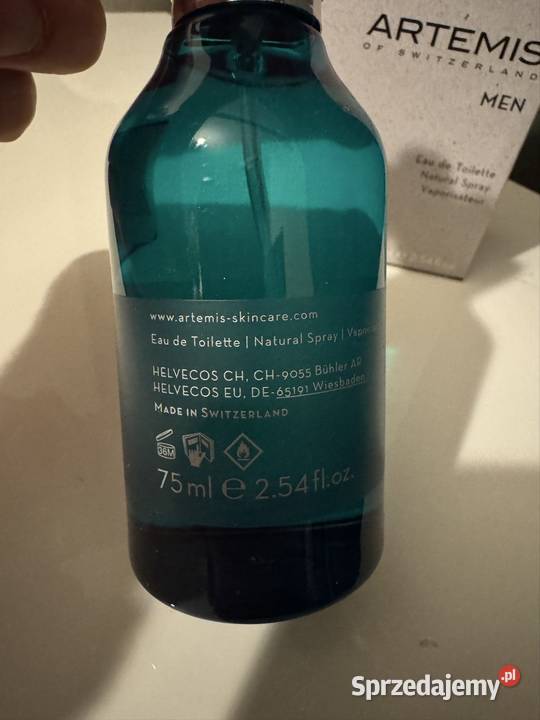 ARTEMIS
OF SWITZERLAND
MEN
Eau de Toilette
Natural Spray
Vaporisateur
www.artemis-skincare.com
Eau de Toilette | Natural Spray |
HELVECOS CH, CH-9055 Bühler AR
HELVECOS EU, DE-65191 Wiesbaden
MADE IN SWITZERLAND
36M
75ml e 2.54fl.oz.
Sprzedajemy.pl